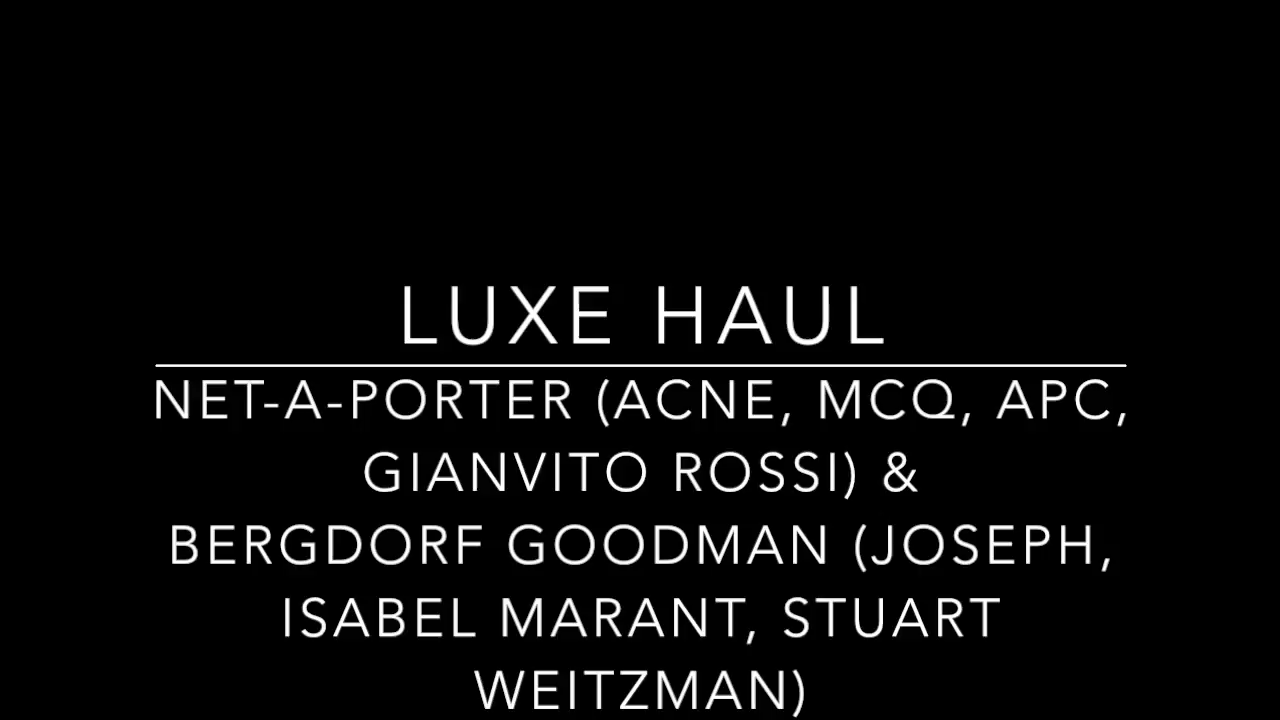 LUXE HAUL
NET-A-PORTER (ACNE, MCQ, APC,
GIANVITO ROSSI) &
BERGDORF GOODMAN (JOSEPH,
ISABEL MARANT, STUART
WEITZMAN)